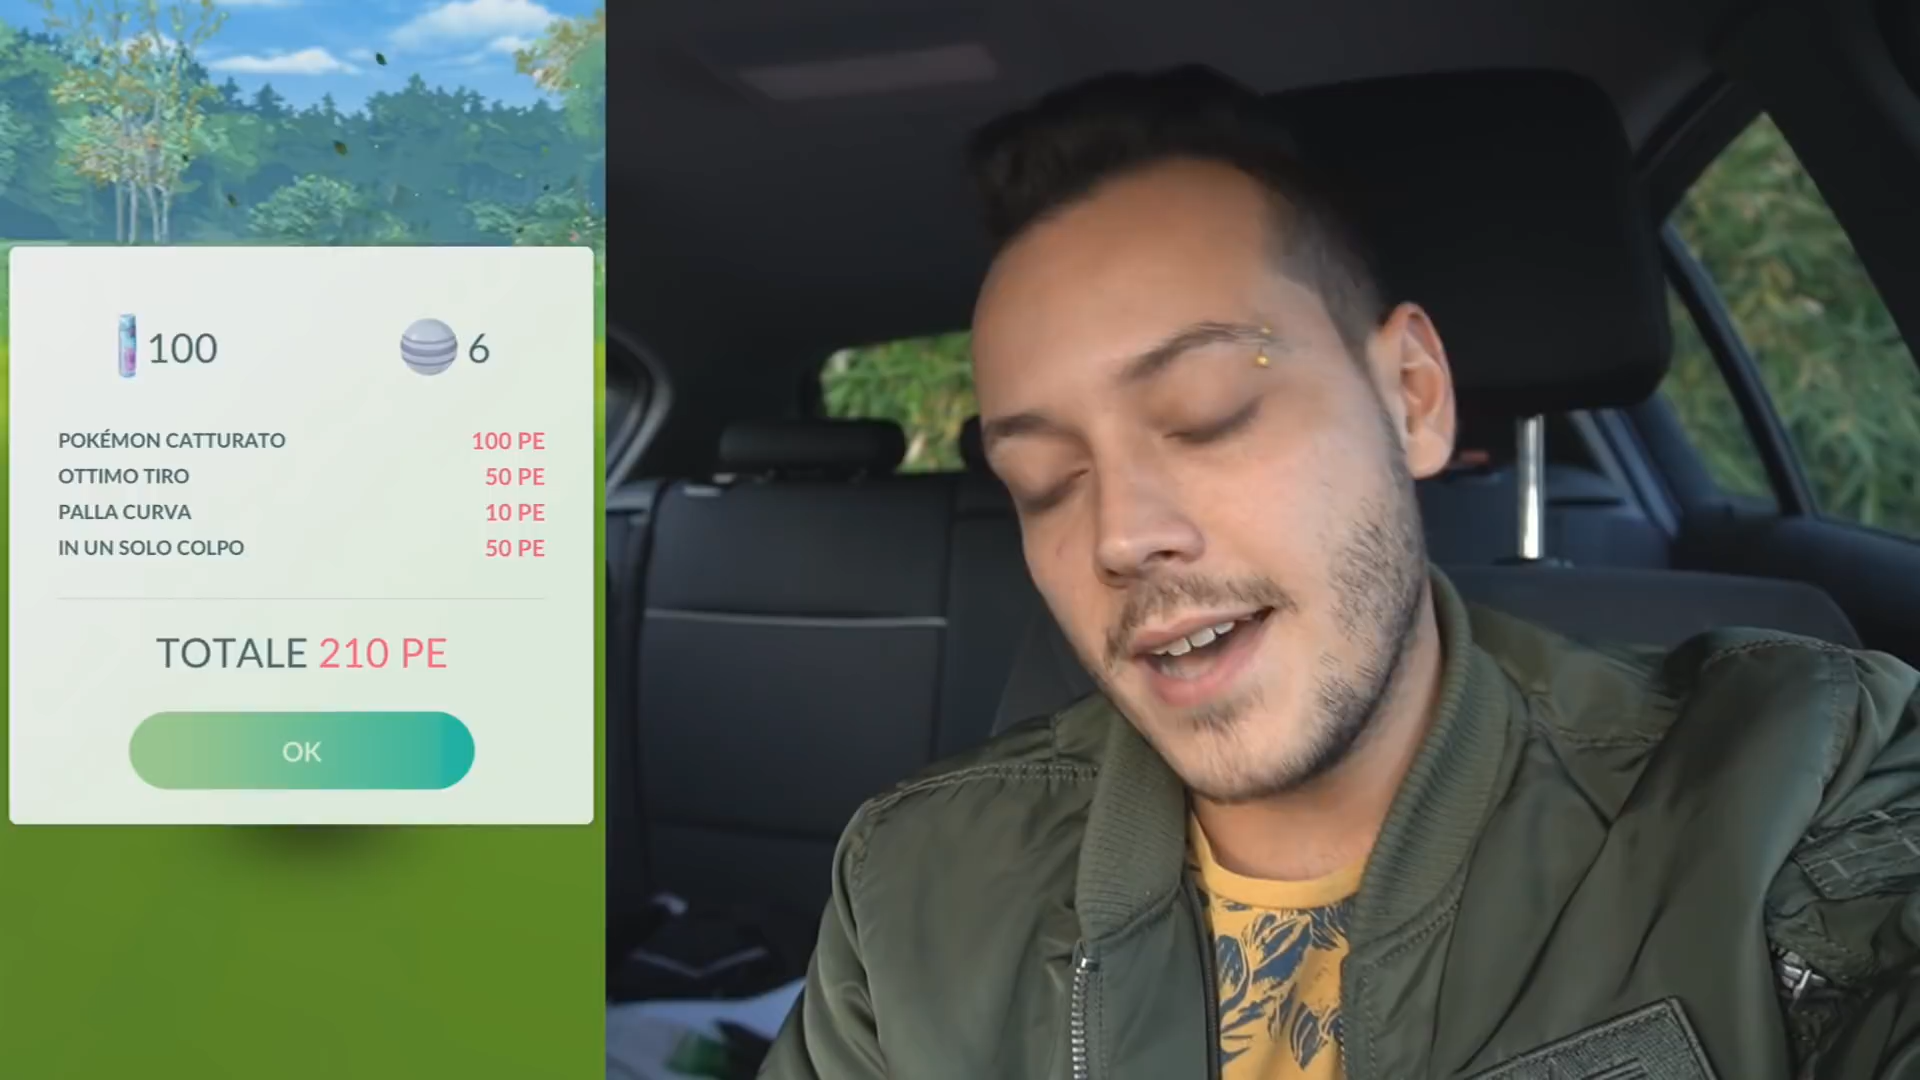 100
6
POKÉMON CATTURATO 100 PE
OTTIMO TIRO 50 PE
PALLA CURVA 10 PE
IN UN SOLO COLPO 50 PE
TOTALE 210 PE
OK